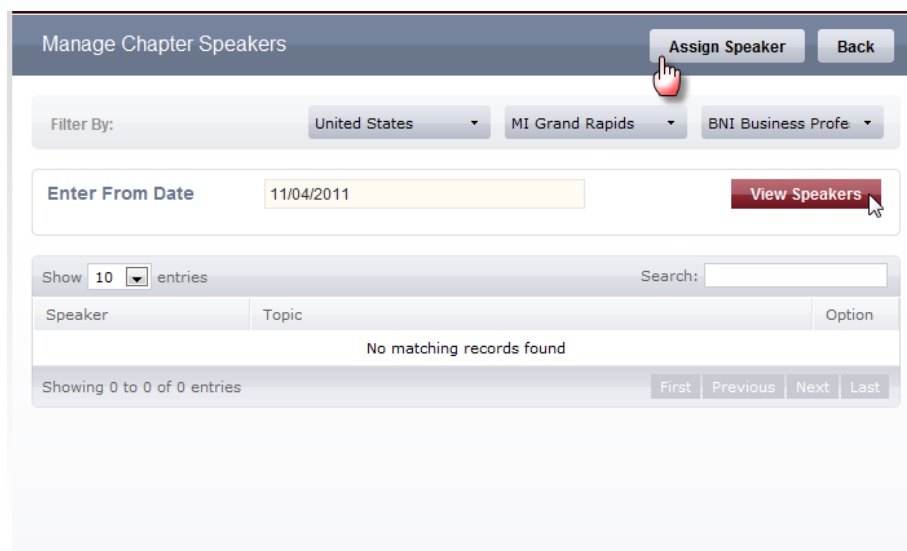 Manage Chapter Speakers Assign Speaker Back
Filter By: United States MI Grand Rapids BNI Business Profe
Enter From Date 11/04/2011 View Speakers
Show 10 entries Search:
Speaker Topic Option
No matching records found
Showing 0 to 0 of 0 entries First Previous Next Last